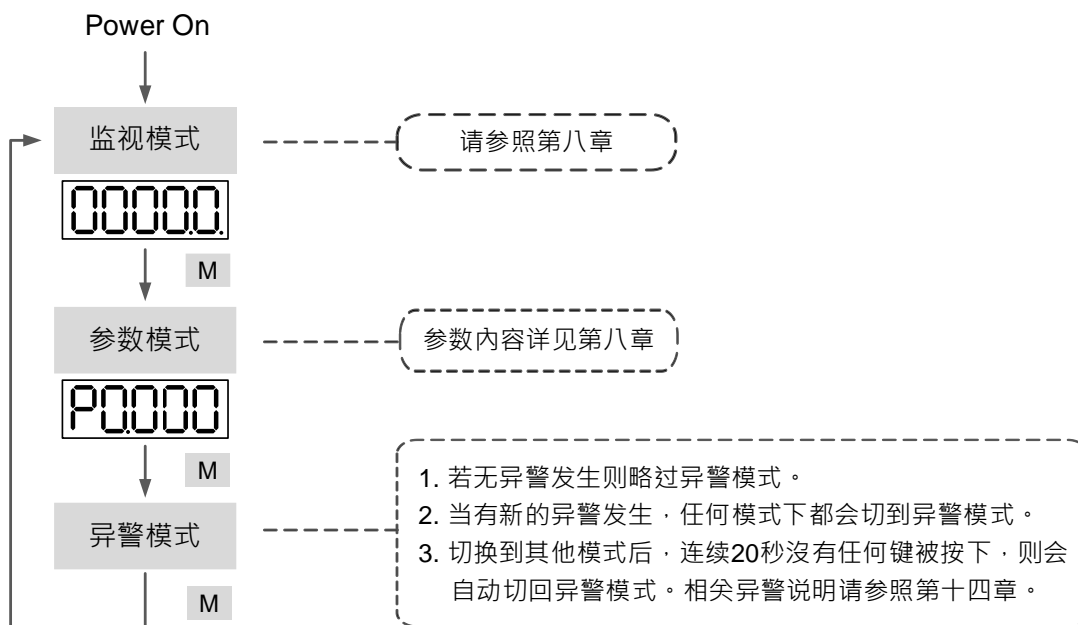 Power On
监视模式
请参照第八章
0000.0.
M
参数模式
参数內容详见第八章
P0.000
M
1. 若无异警发生则略过异警模式。
异警模式
2. 当有新的异警发生，任何模式下都会切到异警模式。
3. 切换到其他模式后，连续20秒沒有任何键被按下，则会
自动切回异警模式。相关异警说明请参照第十四章。
M